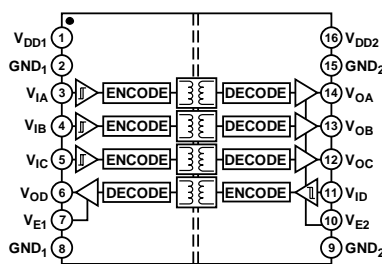 VDD1 1 16 VDD2
GND1 2 15 GND2
VIA 3 ENCODE DECODE 14 VOA
VIB 4 ENCODE DECODE 13 VOB
VIC 5 ENCODE DECODE 12 VOC
VOD 6 DECODE ENCODE 11 VID
VE1 7 10 VE2
GND1 8 9 GND2